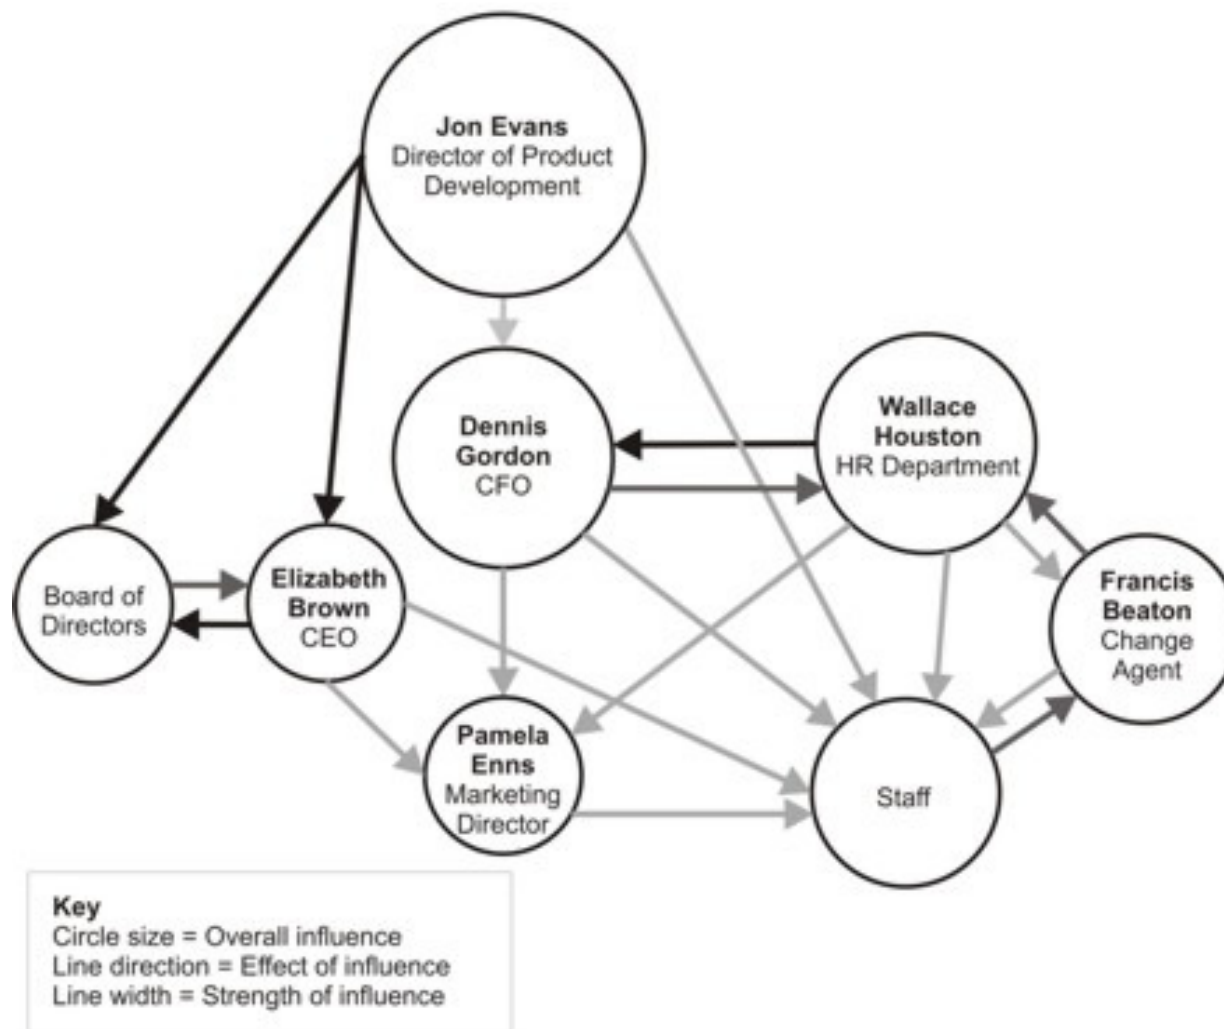 Jon Evans
Director of Product
Development
Dennis
Gordon
CFO
Wallace
Houston
HR Department
Board of
Directors
Elizabeth
Brown
CEO
Francis
Beaton
Change
Agent
Pamela
Enns
Marketing
Director
Staff
Key
Circle size = Overall influence
Line direction = Effect of influence
Line width = Strength of influence